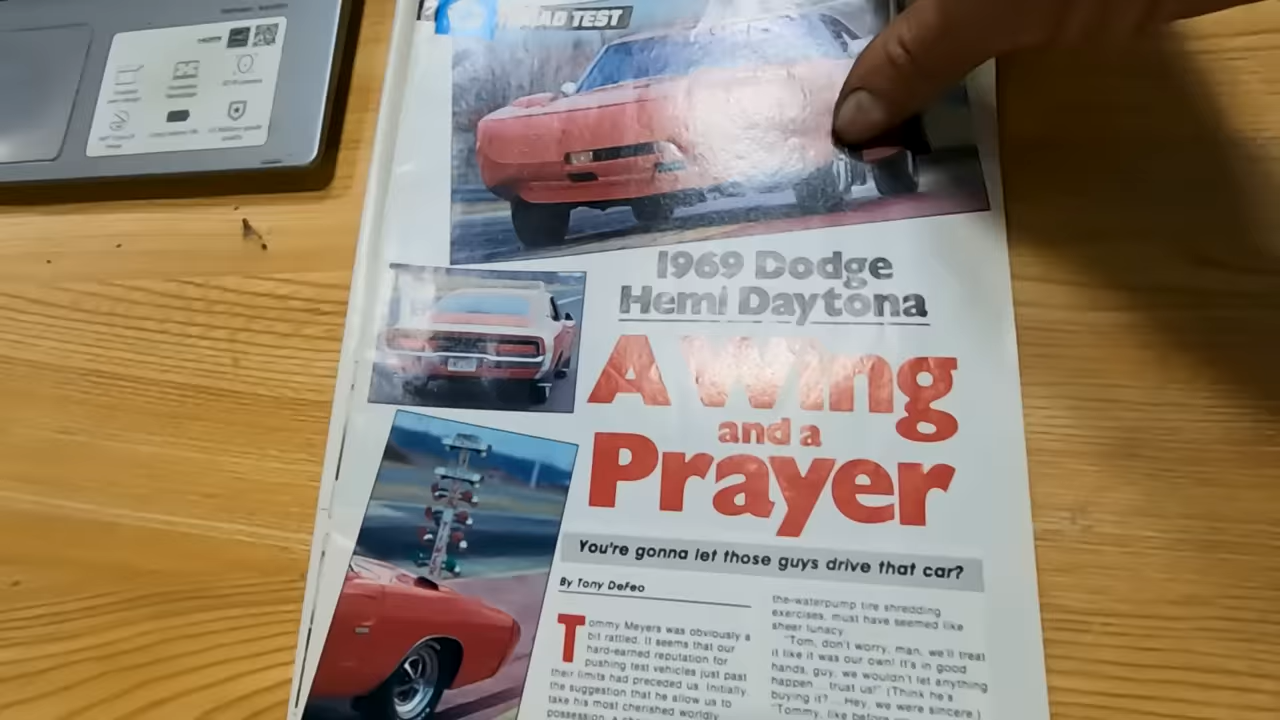 ROAD TEST
1969 Dodge
Hemi Daytona
A Wing
and a
Prayer
You're gonna let those guys drive that car?
By Tony DeFeo
Tommy Meyers was obviously a
bit rattled. It seems that our
hard-earned reputation for
pushing test vehicles just past
their limits had preceded us. Initially,
the suggestion that he allow us to
take his most cherished worldly
the-waterpump tire shredding
exercises, must have seemed like
sheer lunacy.
"Tom, don't worry, man, we'll treat
it like it was our own! It's in good
hands, guy, we wouldn't let anything
happen...trust us!" (Think he's
buying it?...Hey, we were sincere.)
"Tommy, like before